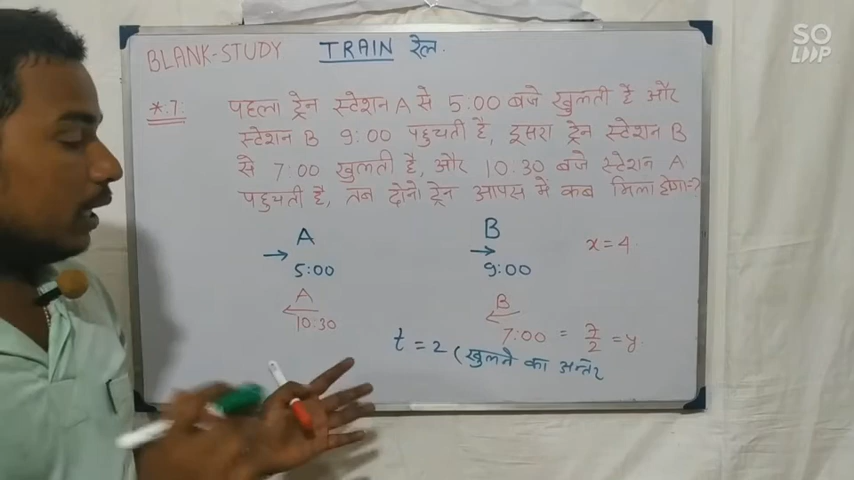 BLANK-STUDY TRAIN रेल.
SO
LOOP
*.7: पहला ट्रेन स्टेशन A से 5:00 बजे खुलती है और
स्टेशन B 9:00 पहुचती है, दूसरा ट्रेन स्टेशन B
से 7:00 खुलती है, और 10.30 बजे स्टेशन A
पहुचती है, तब दोनो ट्रेन आपस में कब मिला होगा=?
A B x=4
→ 5:00 → 9:00
A B
← 10:30 ← 7:00 = 7/2 = y.
t = 2 (खुलने का अन्तर